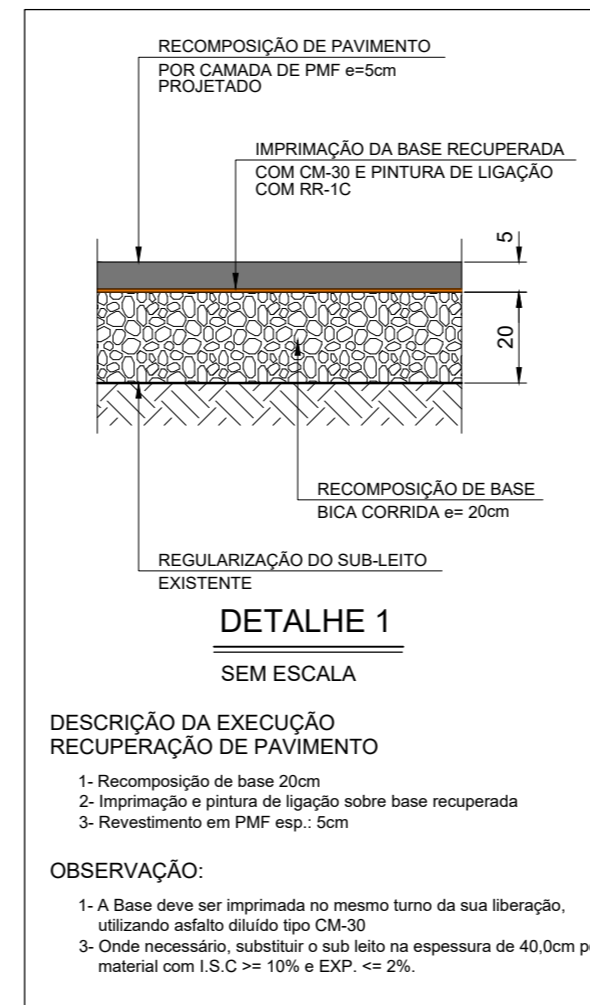 RECOMPOSIÇÃO DE PAVIMENTO
POR CAMADA DE PMF e=5cm
PROJETADO
IMPRIMAÇÃO DA BASE RECUPERADA
COM CM-30 E PINTURA DE LIGAÇÃO
COM RR-1C
5
20
RECOMPOSIÇÃO DE BASE
BICA CORRIDA e= 20cm
REGULARIZAÇÃO DO SUB-LEITO
EXISTENTE
DETALHE 1
SEM ESCALA
DESCRIÇÃO DA EXECUÇÃO
RECUPERAÇÃO DE PAVIMENTO
1- Recomposição de base 20cm
2- Imprimação e pintura de ligação sobre base recuperada
3- Revestimento em PMF esp.: 5cm
OBSERVAÇÃO:
1- A Base deve ser imprimada no mesmo turno da sua liberação,
utilizando asfalto diluído tipo CM-30
3- Onde necessário, substituir o sub leito na espessura de 40,0cm
material com I.S.C >= 10% e EXP. <= 2%.